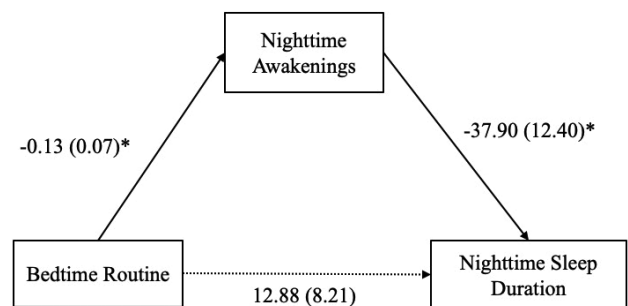 Nighttime
Awakenings
-0.13 (0.07)*
-37.90 (12.40)*
Bedtime Routine
12.88 (8.21)
Nighttime Sleep
Duration